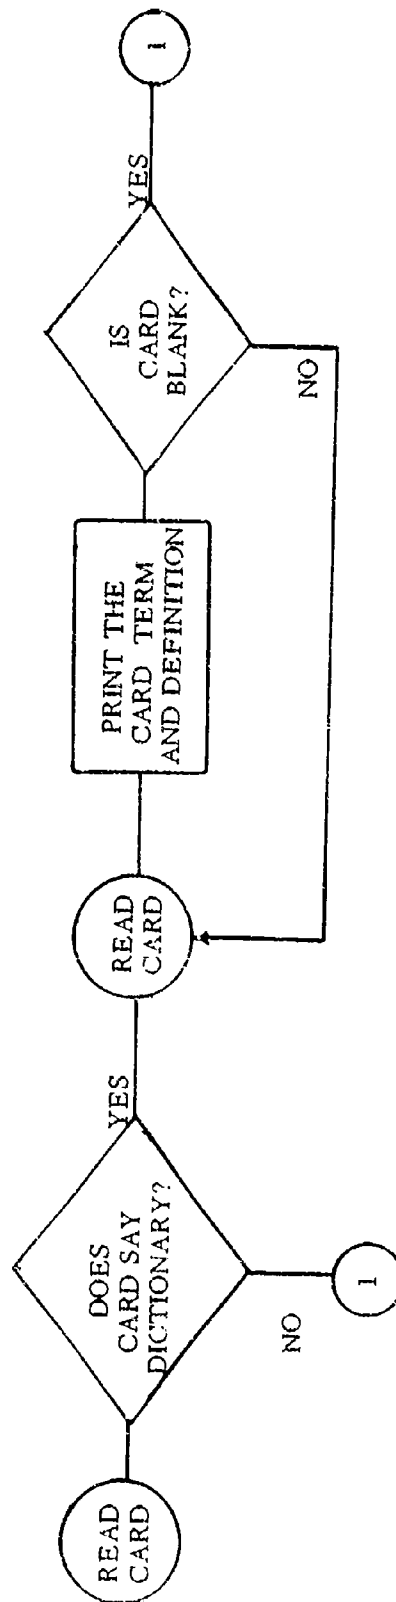 READ
CARD
DOES
CARD SAY
DICTIONARY?
YES
NO
1
READ
CARD
PRINT THE
CARD TERM
AND DEFINITION
IS
CARD
BLANK?
YES
NO
1